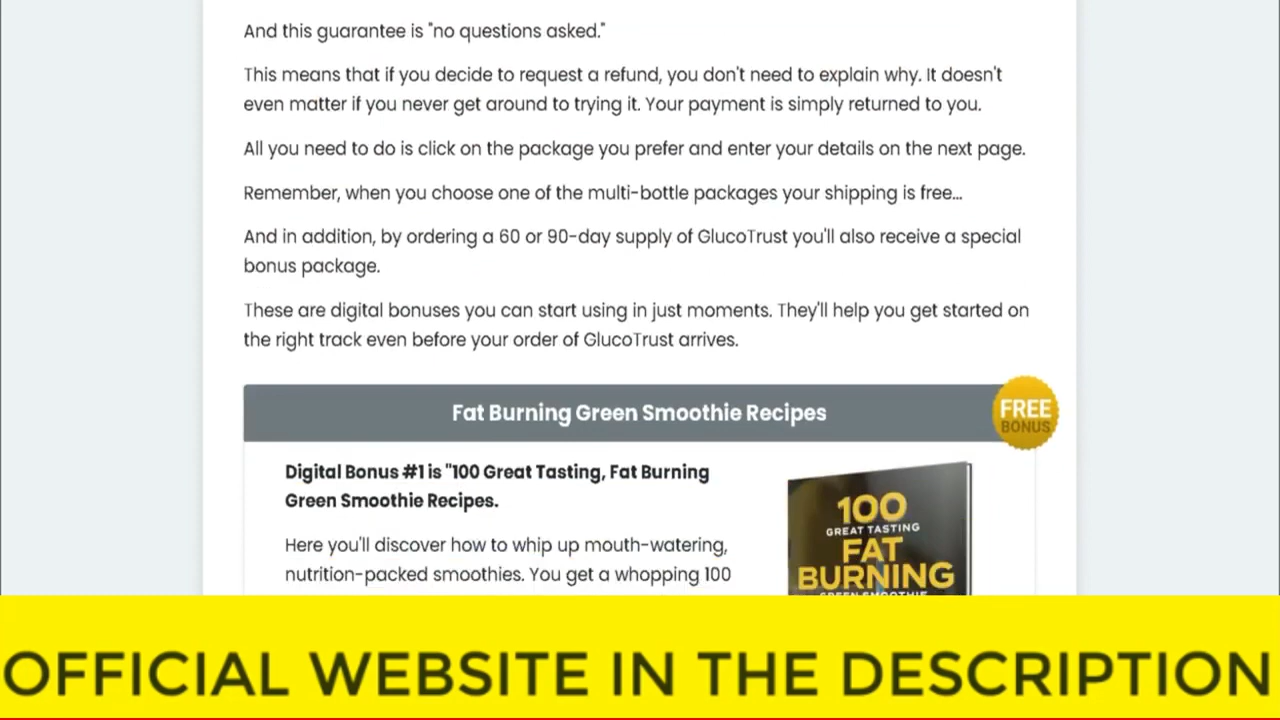 And this guarantee is "no questions asked."
This means that if you decide to request a refund, you don't need to explain why. It doesn't
even matter if you never get around to trying it. Your payment is simply returned to you.
All you need to do is click on the package you prefer and enter your details on the next page.
Remember, when you choose one of the multi-bottle packages your shipping is free...
And in addition, by ordering a 60 or 90-day supply of GlucoTrust you'll also receive a special
bonus package.
These are digital bonuses you can start using in just moments. They'll help you get started on
the right track even before your order of GlucoTrust arrives.
Fat Burning Green Smoothie Recipes
FREE
BONUS
Digital Bonus #1 is "100 Great Tasting, Fat Burning
Green Smoothie Recipes.
Here you'll discover how to whip up mouth-watering,
nutrition-packed smoothies. You get a whopping 100
100
GREAT TASTING
FAT
BURNING
GREEN SMOOTHIE
OFFICIAL WEBSITE IN THE DESCRIPTION